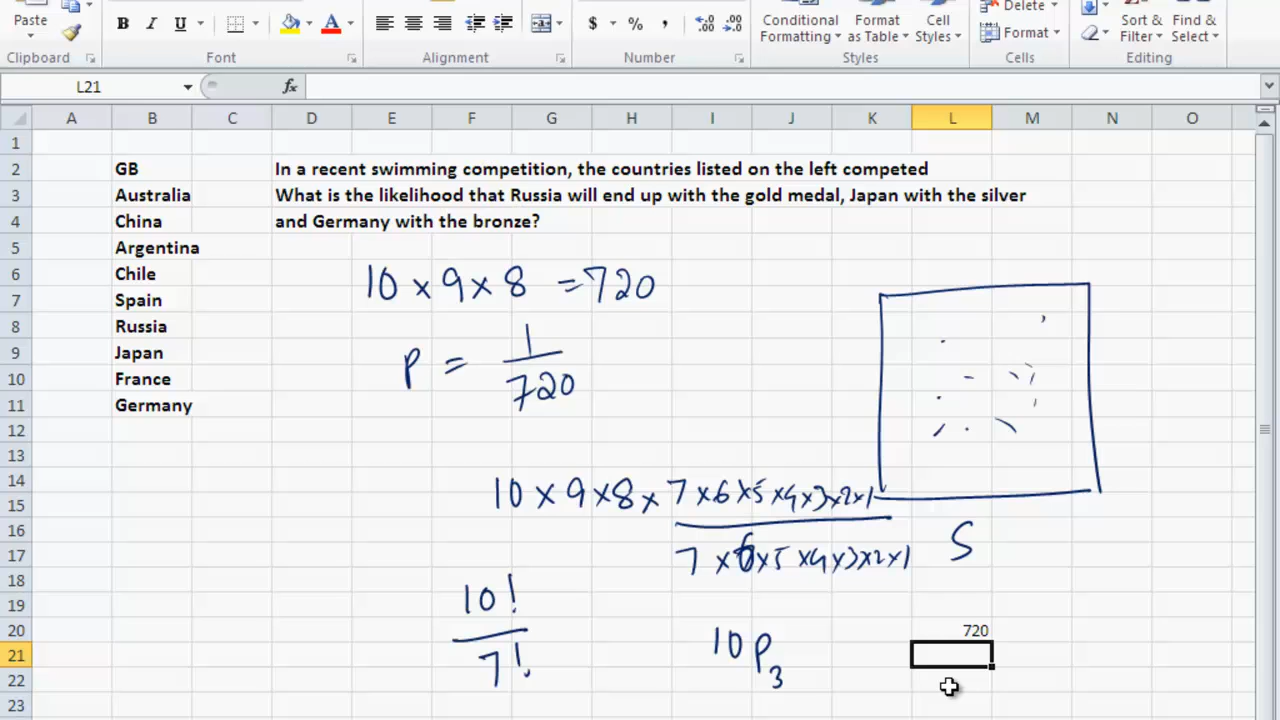 Paste
B I U A $ % , .00 .0
Conditional Formatting Format as Table Cell Styles
Delete
Format
Sort & Filter Find & Select
Clipboard Font Alignment Number Styles Cells Editing
L21 fx
A B C D E F G H I J K L M N O
1
2 GB In a recent swimming competition, the countries listed on the left competed
3 Australia What is the likelihood that Russia will end up with the gold medal, Japan with the silver
4 China and Germany with the bronze?
5 Argentina
6 Chile 10 × 9 × 8 = 720
7 Spain
8 Russia
9 Japan P = 1/720
10 France
11 Germany
12
13
14
15 10 × 9 × 8 × 7 × 6 × 5 × 4 × 3 × 2 × 1
16 S
17 7 × 6 × 5 × 4 × 3 × 2 × 1
18
19 10!
20 720
21 10 P 3
22 7!
23